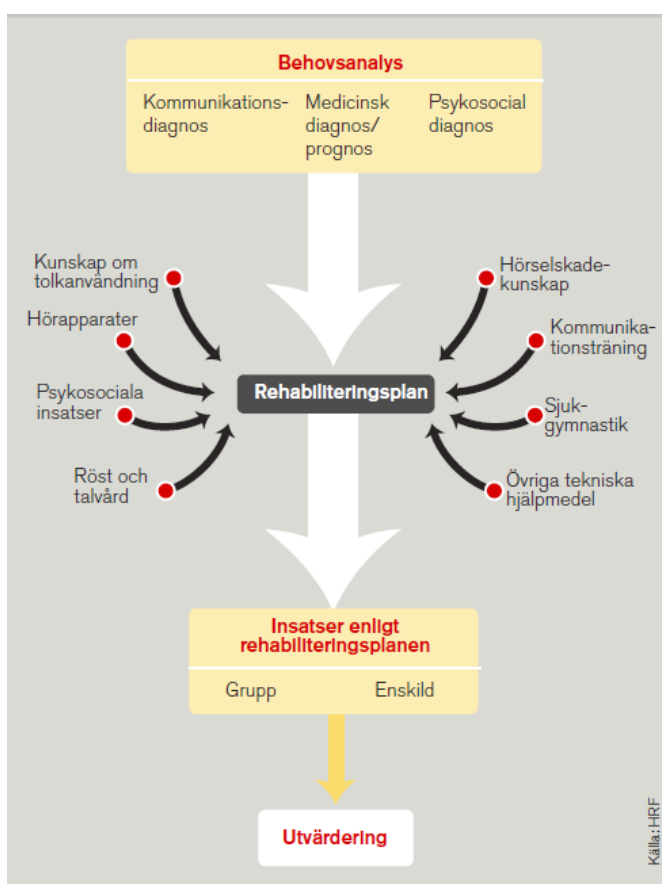 Behovsanalys
Kommunikations-
diagnos
Medicinsk
diagnos/
prognos
Psykosocial
diagnos
Kunskap om
tolkanvändning
Hörapparater
Psykosociala
insatser
Röst och
talvård
Rehabiliteringsplan
Hörselskade-
kunskap
Kommunika-
tionsträning
Sjuk-
gymnastik
Övriga tekniska
hjälpmedel
Insatser enligt
rehabiliteringsplanen
Grupp
Enskild
Utvärdering
Källa: HRF